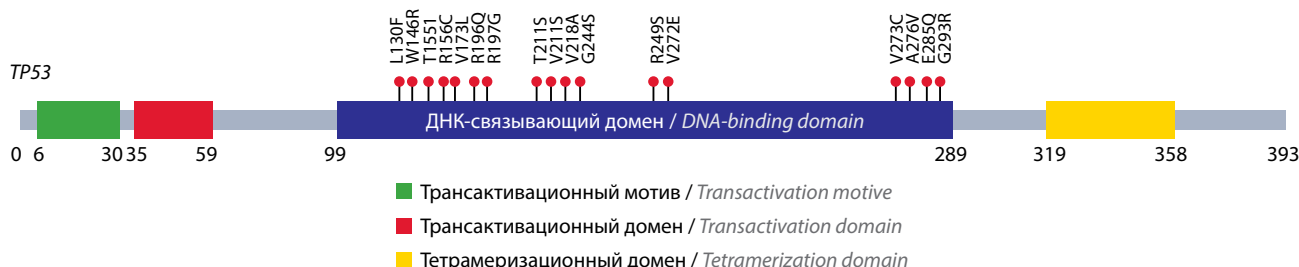 L130F
W146R
T1551
R156C
V173L
R196Q
R197G
T211S
V211S
V218A
G244S
R249S
V272E
V273C
A276V
E285Q
G293R
TP53
ДНК-связывающий домен / DNA-binding domain
0 6 30 35 59 99 289 319 358 393
Трансактивационный мотив / Transactivation motive
Трансактивационный домен / Transactivation domain
Тетрамеризационный домен / Tetramerization domain